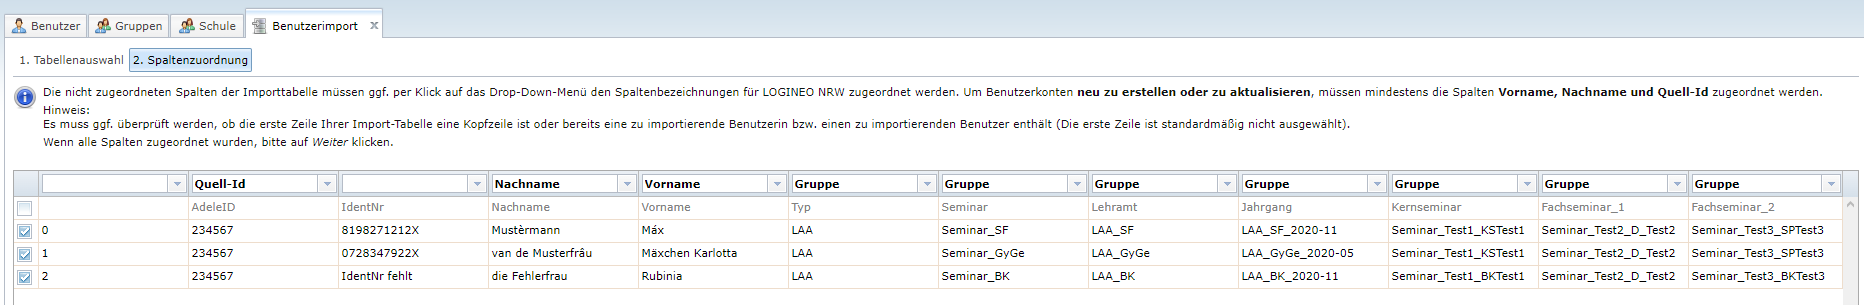 Benutzer Gruppen Schule Benutzerimport x
1. Tabellenauswahl 2. Spaltenzuordnung
Die nicht zugeordneten Spalten der Importtabelle müssen ggf. per Klick auf das Drop-Down-Menü den Spaltenbezeichnungen für LOGINEO NRW zugeordnet werden. Um Benutzerkonten neu zu erstellen oder zu aktualisieren, müssen mindestens die Spalten Vorname, Nachname und Quell-Id zugeordnet werden.
Hinweis:
Es muss ggf. überprüft werden, ob die erste Zeile Ihrer Import-Tabelle eine Kopfzeile ist oder bereits eine zu importierende Benutzerin bzw. einen zu importierenden Benutzer enthält (Die erste Zeile ist standardmäßig nicht ausgewählt).
Wenn alle Spalten zugeordnet wurden, bitte auf Weiter klicken.
Quell-Id Nachname Vorname Gruppe Gruppe Gruppe Gruppe Gruppe Gruppe Gruppe
AdeleID IdentNr Nachname Vorname Typ Seminar Lehramt Jahrgang Kernseminar Fachseminar_1 Fachseminar_2
0 234567 8198271212X Mustèrmann Máx LAA Seminar_SF LAA_SF LAA_SF_2020-11 Seminar_Test1_KSTest1 Seminar_Test2_D_Test2 Seminar_Test3_SPTest3
1 234567 0728347922X van de Musterfrâu Mäxchen Karlotta LAA Seminar_GyGe LAA_GyGe LAA_GyGe_2020-05 Seminar_Test1_KSTest1 Seminar_Test2_D_Test2 Seminar_Test3_SPTest3
2 234567 IdentNr fehlt die Fehlerfrau Rubinia LAA Seminar_BK LAA_BK LAA_BK_2020-11 Seminar_Test1_BKTest1 Seminar_Test2_D_Test2 Seminar_Test3_BKTest3